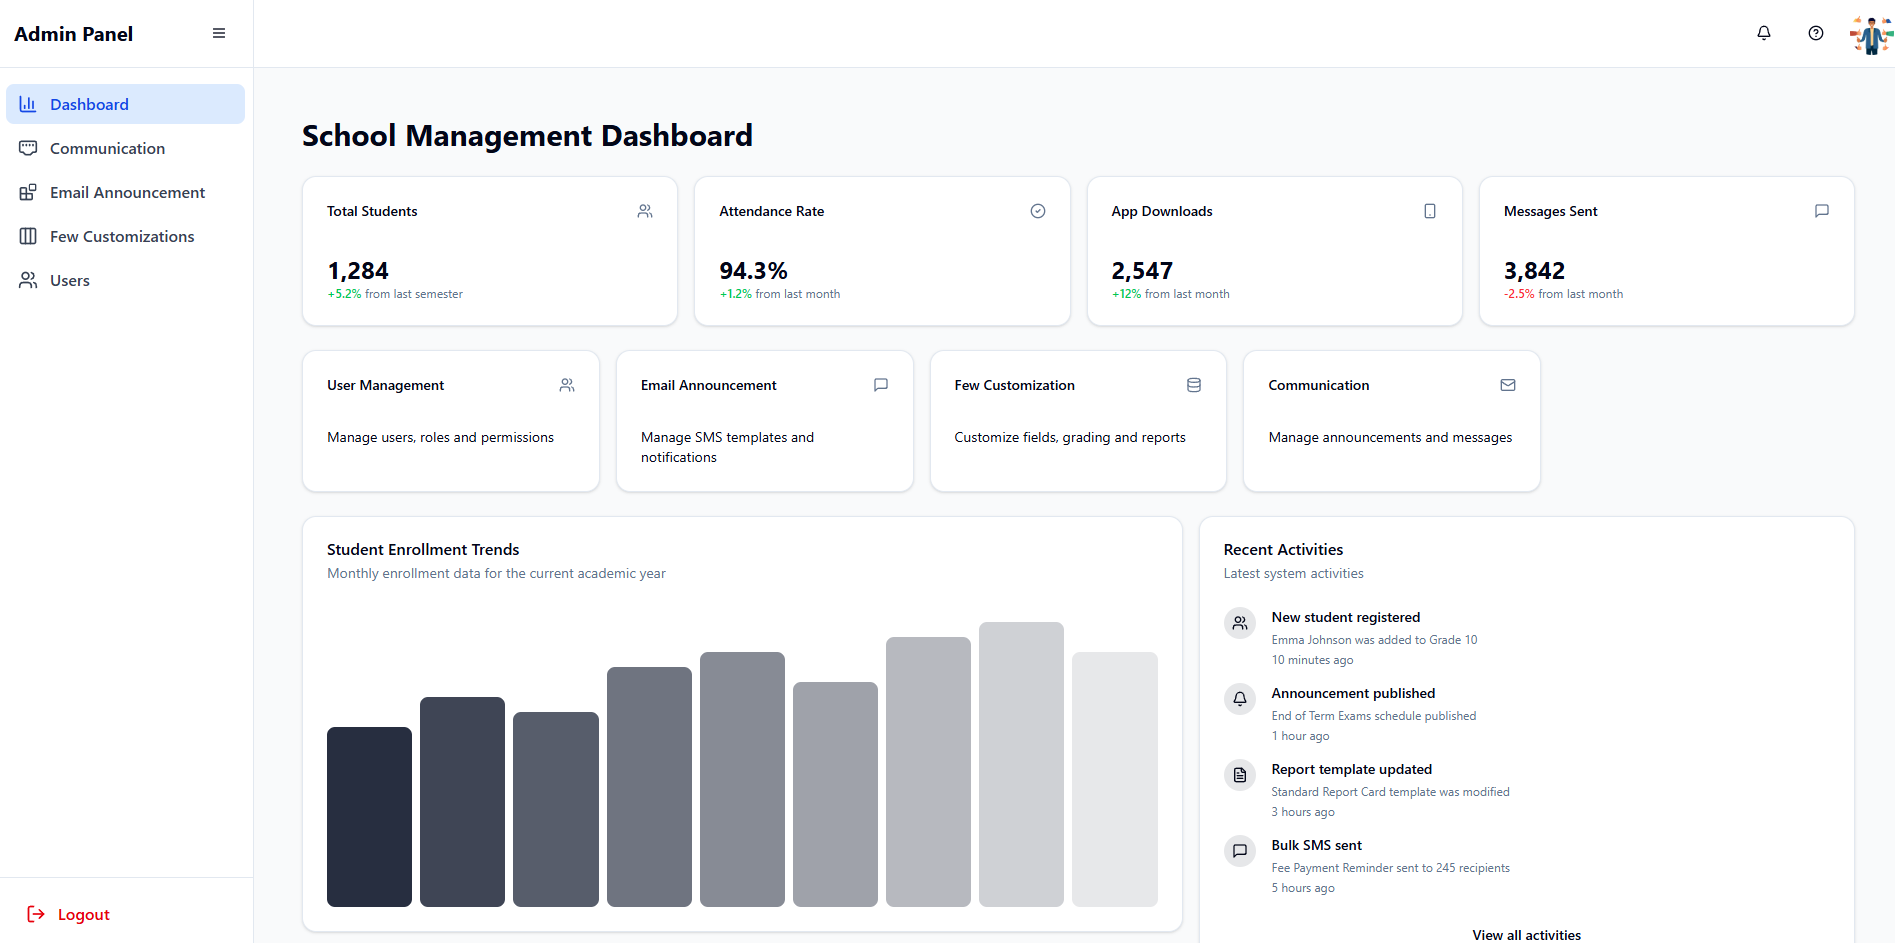 Admin Panel
Dashboard
Communication
Email Announcement
Few Customizations
Users
Logout
School Management Dashboard
Total Students
1,284
+5.2% from last semester
Attendance Rate
94.3%
+1.2% from last month
App Downloads
2,547
+12% from last month
Messages Sent
3,842
-2.5% from last month
User Management
Manage users, roles and permissions
Email Announcement
Manage SMS templates and
notifications
Few Customization
Customize fields, grading and reports
Communication
Manage announcements and messages
Student Enrollment Trends
Monthly enrollment data for the current academic year
Recent Activities
Latest system activities
New student registered
Emma Johnson was added to Grade 10
10 minutes ago
Announcement published
End of Term Exams schedule published
1 hour ago
Report template updated
Standard Report Card template was modified
3 hours ago
Bulk SMS sent
Fee Payment Reminder sent to 245 recipients
5 hours ago
View all activities